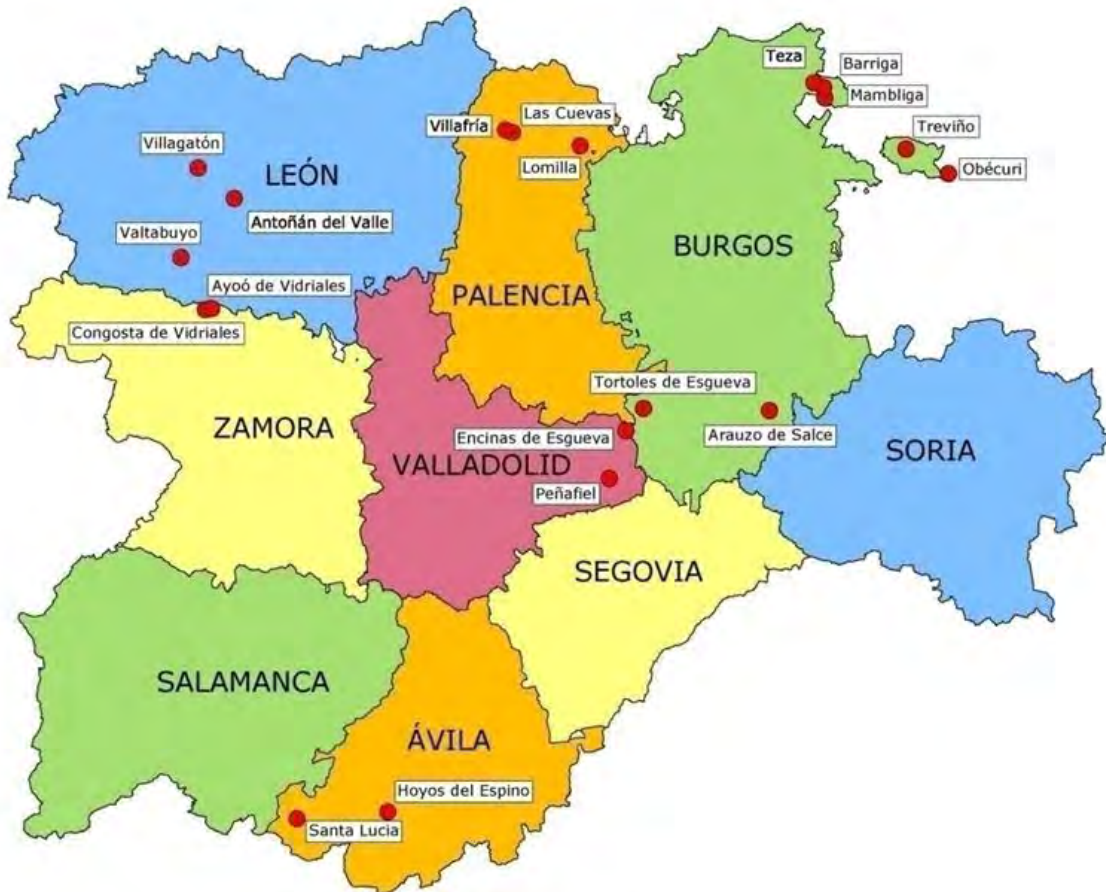 Teza
Barriga
Mambliga
Villafría
Las Cuevas
Treviño
Villagatón
Lomilla
LEÓN
Obécuri
Antoñán del Valle
BURGOS
Valtabuyo
Ayoó de Vidriales
PALENCIA
Congosta de Vidriales
Tortoles de Esgueva
ZAMORA
Encinas de Esgueva
Arauzo de Salce
SORIA
VALLADOLID
Peñafiel
SEGOVIA
SALAMANCA
ÁVILA
Hoyos del Espino
Santa Lucia